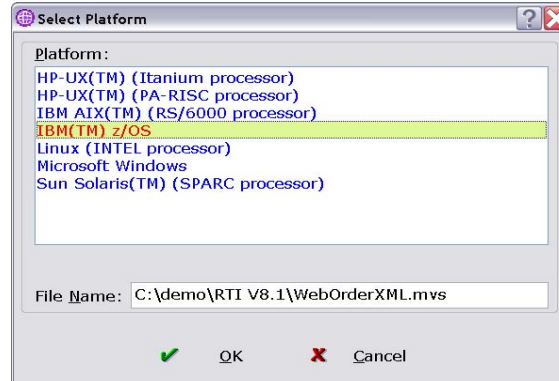 Select Platform
Platform:
HP-UX(TM) (Itanium processor)
HP-UX(TM) (PA-RISC processor)
IBM AIX(TM) (RS/6000 processor)
IBM(TM) z/OS
Linux (INTEL processor)
Microsoft Windows
Sun Solaris(TM) (SPARC processor)
File Name: C:\demo\RTI V8.1\WebOrderXML.mvs
OK Cancel